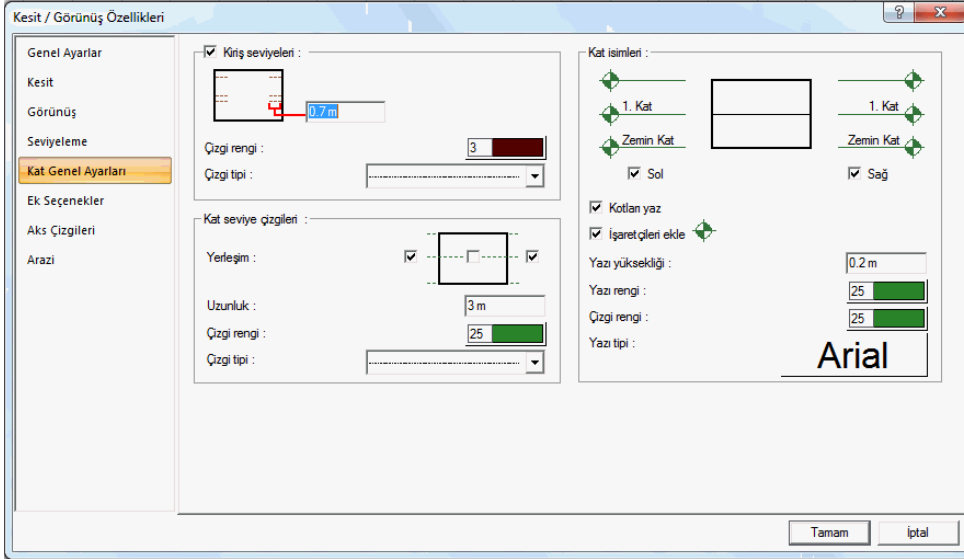 Kesit / Görünüş Özellikleri
?
x
Genel Ayarlar
Kesit
Görünüş
Seviyeleme
Kat Genel Ayarları
Ek Seçenekler
Aks Çizgileri
Arazi
Kiriş seviyeleri :
0.7 m
Çizgi rengi :
3
Çizgi tipi :
Kat seviye çizgileri :
Yerleşim :
Uzunluk :
3 m
Çizgi rengi :
25
Çizgi tipi :
Kat isimleri :
1. Kat
1. Kat
Zemin Kat
Zemin Kat
Sol
Sağ
Kotları yaz
İşaretçileri ekle
Yazı yüksekliği :
0.2 m
Yazı rengi :
25
Çizgi rengi :
25
Yazı tipi :
Arial
Tamam
İptal